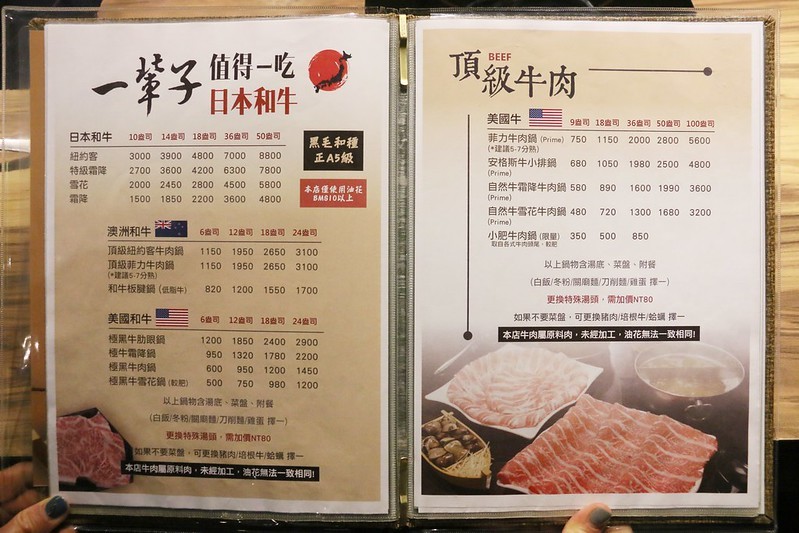 一輩子
值得一吃
日本和牛
日本和牛 10盎司 14盎司 18盎司 36盎司 50盎司
紐約客 3000 3900 4800 7000 8800
特級霜降 2700 3600 4200 6300 7800
雪花 2000 2450 2800 4500 5800
霜降 1500 1850 2200 3600 4800
黑毛和種
正A5級
本店僅使用油花
BMS10以上
澳洲和牛 6盎司 12盎司 18盎司 24盎司
頂級紐約客牛肉鍋 1150 1950 2650 3100
頂級菲力牛肉鍋 1150 1950 2650 3100
(*建議5-7分熟)
和牛板腱鍋 (低脂牛) 820 1200 1550 1700
美國和牛 6盎司 12盎司 18盎司 24盎司
極黑牛肋眼鍋 1200 1850 2400 2900
極牛霜降鍋 950 1320 1780 2200
極黑牛肉鍋 600 950 1200 1450
極黑牛雪花鍋 (較肥) 500 750 980 1200
以上鍋物含湯底、菜盤、附餐
(白飯/冬粉/關廟麵/刀削麵/雞蛋 擇一)
更換特殊湯頭，需加價NT80
如果不要菜盤，可更換豬肉/培根牛/蛤蠣 擇一
本店牛肉屬原料肉，未經加工，油花無法一致相同!
BEEF
頂級牛肉
美國牛 9盎司 18盎司 36盎司 50盎司 100盎司
菲力牛肉鍋 (Prime) 750 1150 2000 2800 5600
(*建議5-7分熟)
安格斯牛小排鍋 680 1050 1980 2500 4800
(Prime)
自然牛霜降牛肉鍋 580 890 1600 1990 3600
(Prime)
自然牛雪花牛肉鍋 480 720 1300 1680 3200
(Prime)
小肥牛肉鍋 (限量) 350 500 850
取自各式牛肉頭尾、較肥
以上鍋物含湯底、菜盤、附餐
(白飯/冬粉/關廟麵/刀削麵/雞蛋 擇一)
更換特殊湯頭，需加價NT80
如果不要菜盤，可更換豬肉/培根牛/蛤蠣 擇一
本店牛肉屬原料肉，未經加工，油花無法一致相同!